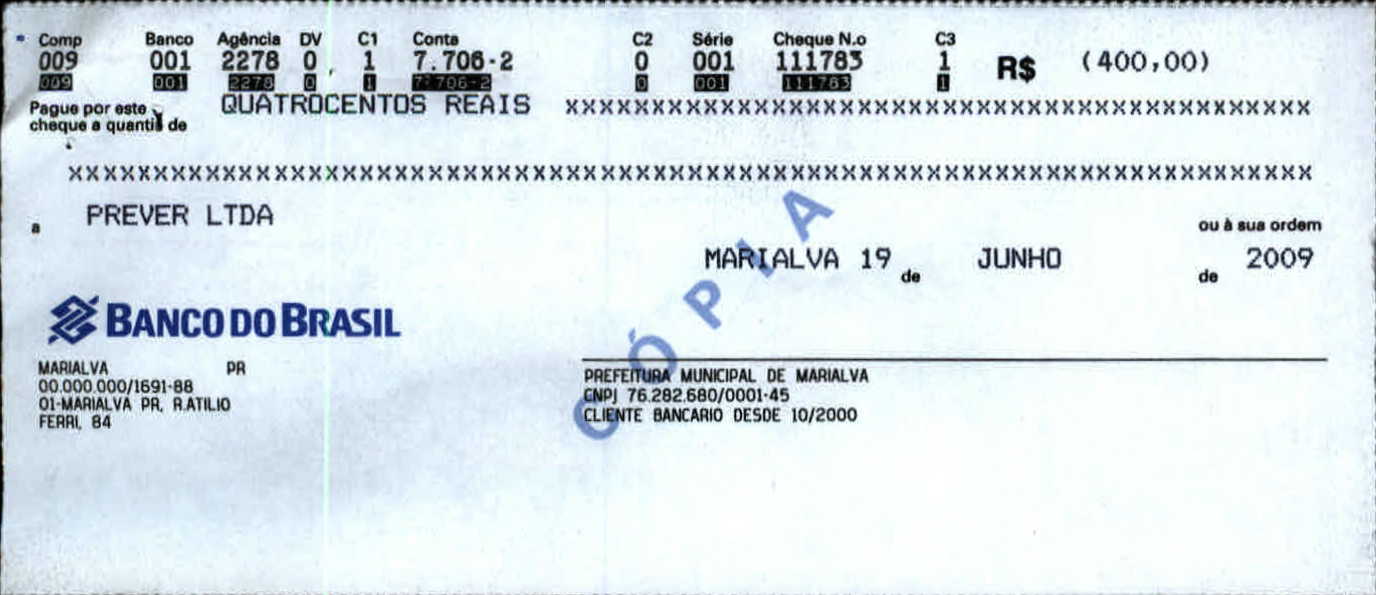 Comp Banco Agência DV C1 Conta C2 Série Cheque N.o C3
009 001 2278 0 1 7.706-2 0 001 111783 1 R$ (400,00)
009 001 2278 0 1 7.706-2 0 001 111783 1
Pague por este QUATROCENTOS REAIS XXXXXXXXXXXXXXXXXXXXXXXXXXXXXXXXXXXXXXXXXXXXXXXXXXX
cheque a quantia de
XXXXXXXXXXXXXXXXXXXXXXXXXXXXXXXXXXXXXXXXXXXXXXXXXXXXXXXXXXXXXXXXXXXXXXXXXXXXXXXXXXXXX
a PREVER LTDA
ou à sua ordem
MARIALVA 19 de JUNHO de 2009
CÓPIA
BANCO DO BRASIL
MARIALVA PR
00.000.000/1691-88
01-MARIALVA PR, R.ATILIO
FERRI, 84
PREFEITURA MUNICIPAL DE MARIALVA
CNPJ 76.282.680/0001-45
CLIENTE BANCARIO DESDE 10/2000